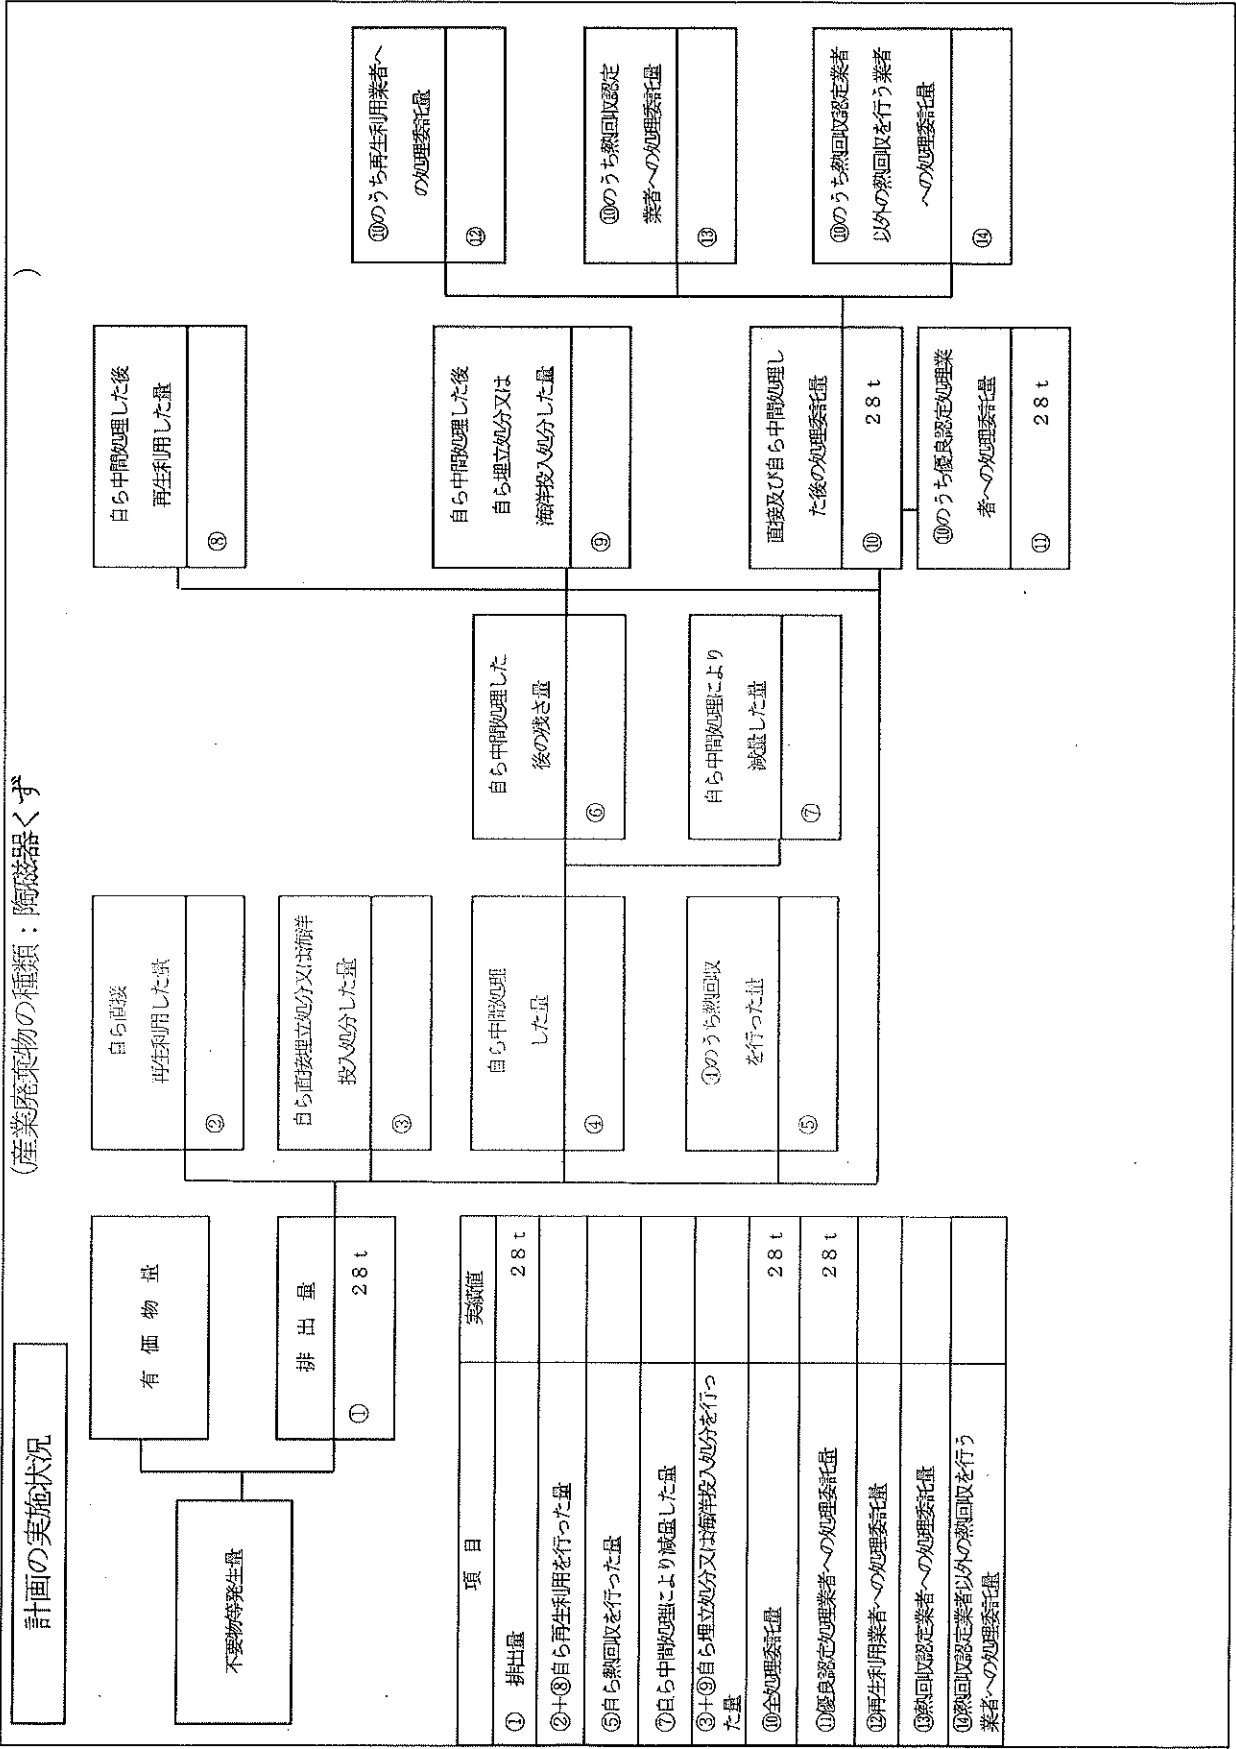 計画の実施状況
(産業廃棄物の種類：陶磁器くず　　　)
不要物等発生量
有 価 物 量
排 出 量
① 28t
自ら直接
再生利用した量
②
自ら直接埋立処分又は海洋
投入処分した量
③
自ら中間処理
した量
④
④のうち熱回収
を行った量
⑤
自ら中間処理した
後の残さ量
⑥
自ら中間処理により
減量した量
⑦
自ら中間処理した後
再生利用した量
⑧
自ら中間処理した後
自ら埋立処分又は
海洋投入処分した量
⑨
直接及び自ら中間処理し
た後の処理委託量
⑩ 28t
⑩のうち優良認定処理業
者への処理委託量
⑪ 28t
⑩のうち再生利用業者へ
の処理委託量
⑫
⑩のうち熱回収認定
業者への処理委託量
⑬
⑩のうち熱回収認定業者
以外の熱回収を行う業者
への処理委託量
⑭
項 目 実績値
① 排出量 28t
②+⑧自ら再生利用を行った量
⑤自ら熱回収を行った量
⑦自ら中間処理により減量した量
③+⑨自ら埋立処分又は海洋投入処分を行っ
た量
⑩全処理委託量 28t
⑪優良認定処理業者への処理委託量 28t
⑫再生利用業者への処理委託量
⑬熱回収認定業者への処理委託量
⑭熱回収認定業者以外の熱回収を行う
業者への処理委託量